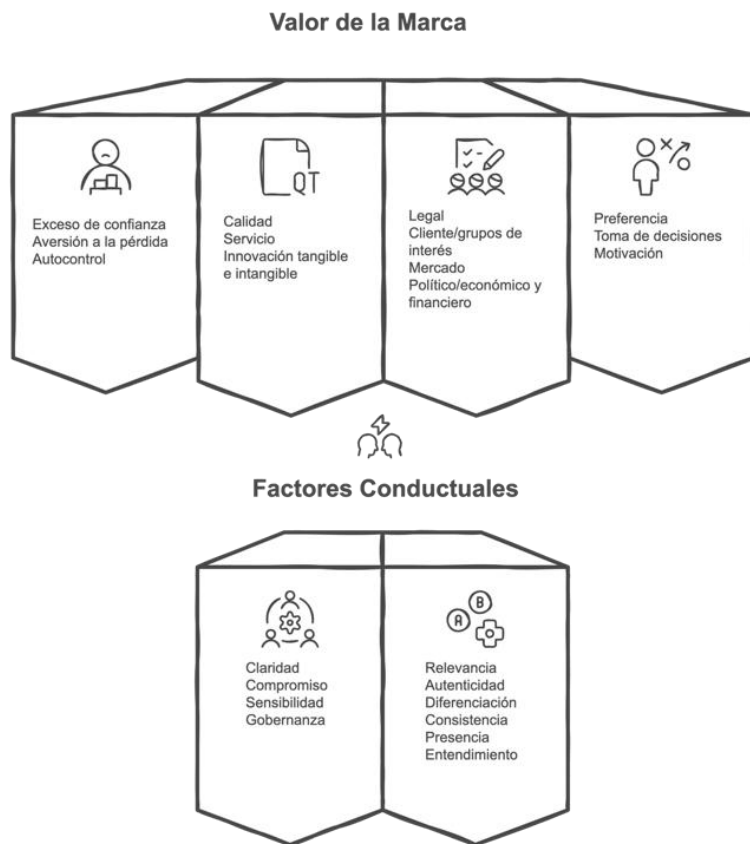 Valor de la Marca
Exceso de confianza
Aversión a la pérdida
Autocontrol
QT
Calidad
Servicio
Innovación tangible
e intangible
Legal
Cliente/grupos de
interés
Mercado
Político/económico y
financiero
Preferencia
Toma de decisiones
Motivación
Factores Conductuales
Claridad
Compromiso
Sensibilidad
Gobernanza
A
B
Relevancia
Autenticidad
Diferenciación
Consistencia
Presencia
Entendimiento